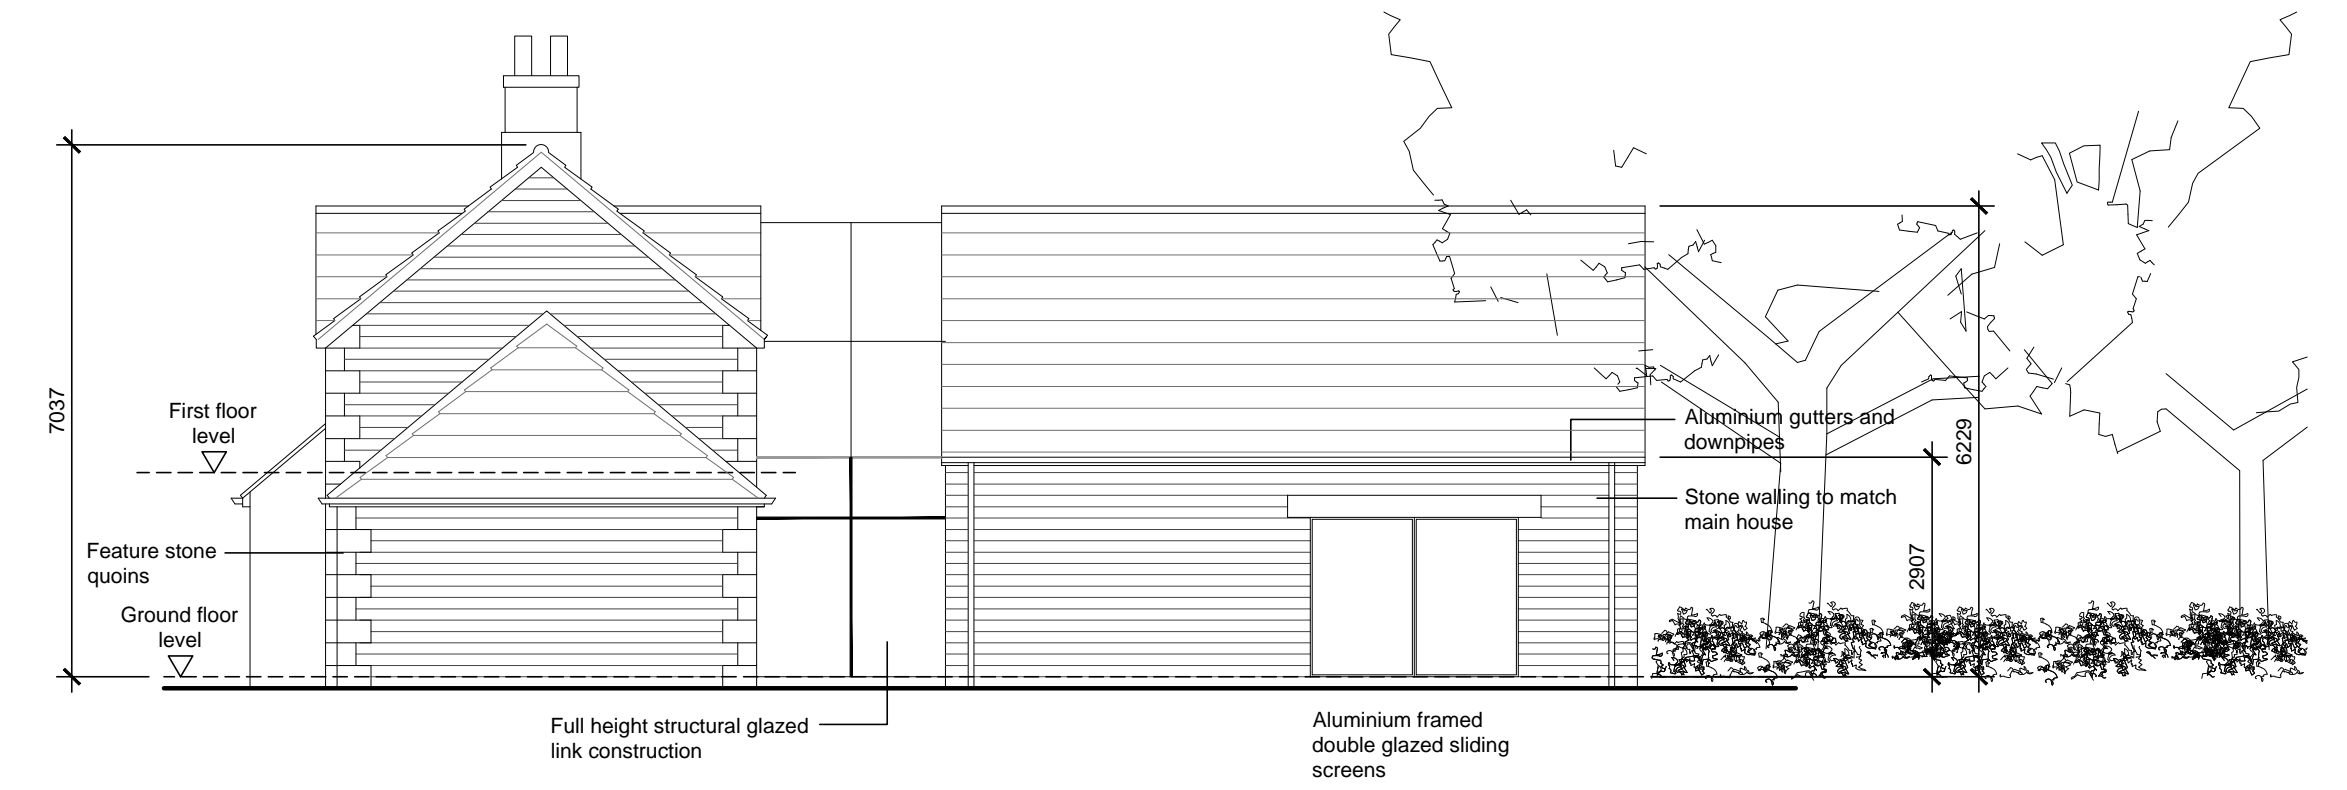 7037
First floor
level
Feature stone
quoins
Ground floor
level
Full height structural glazed
link construction
Aluminium framed
double glazed sliding
screens
Aluminium gutters and
downpipes
Stone walling to match
main house
2907
6229